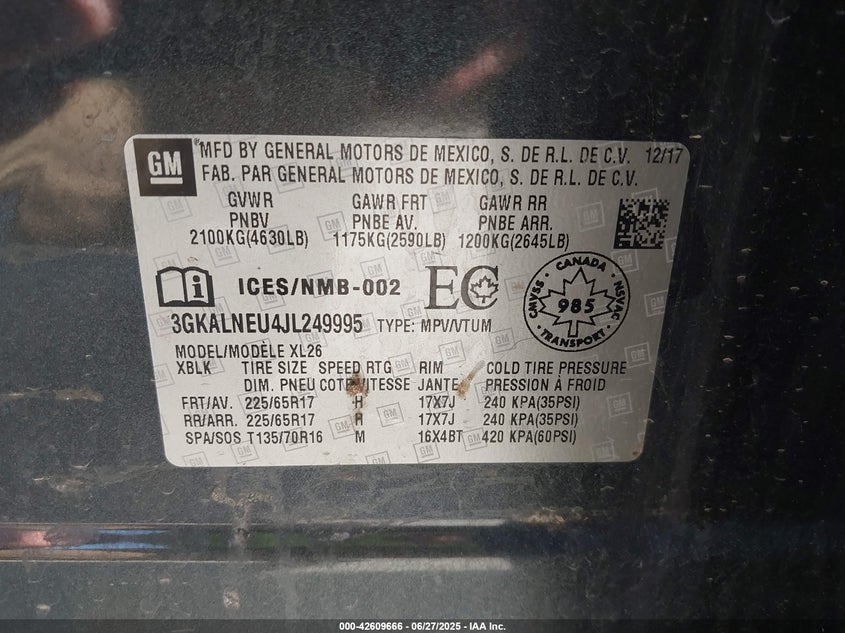 GM
MFD BY GENERAL MOTORS DE MEXICO, S. DE R.L. DE C.V. 12/17
FAB. PAR GENERAL MOTORS DE MEXICO, S. DE R.L. DE C.V.
GVWR GAWR FRT GAWR RR
PNBV PNBE AV. PNBE ARR.
2100KG(4630LB) 1175KG(2590LB) 1200KG(2645LB)
ICES/NMB-002 EC
CANADA
CMVSS 985 NSVAC
TRANSPORT
3GKALNEU4JL249995 TYPE: MPV/VTUM
MODEL/MODÈLE XL26
XBLK TIRE SIZE SPEED RTG RIM COLD TIRE PRESSURE
DIM. PNEU COTE VITESSE JANTE PRESSION À FROID
FRT/AV. 225/65R17 H 17X7J 240 KPA(35PSI)
RR/ARR. 225/65R17 H 17X7J 240 KPA(35PSI)
SPA/SOS T135/70R16 M 16X4BT 420 KPA(60PSI)
000-42609666 - 06/27/2025 - IAA Inc.